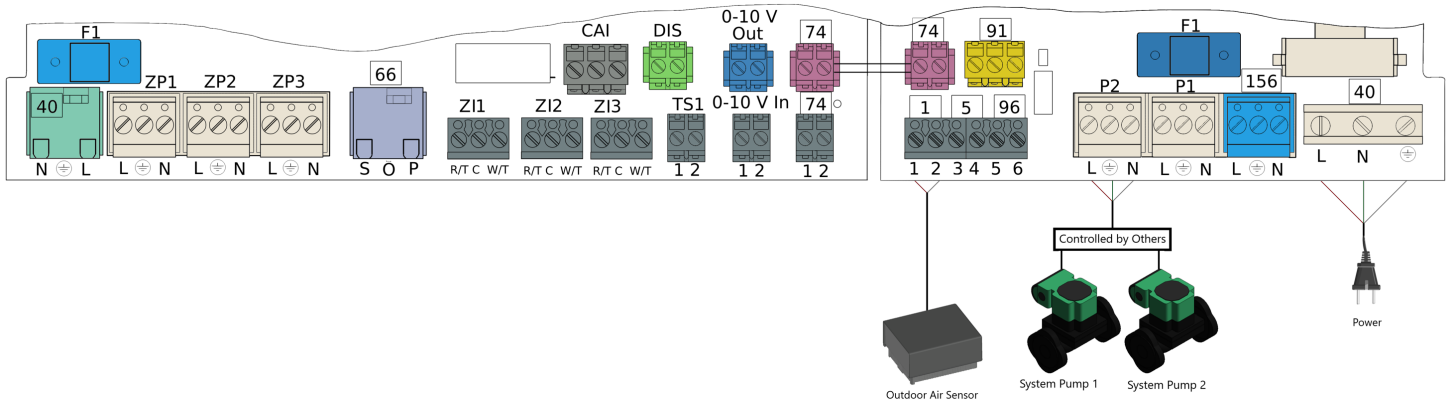 F1
ZP1 ZP2 ZP3
40
N L
L N
L N
L N
66
S Ö P
ZI1 ZI2 ZI3
R/T C W/T
R/T C W/T
R/T C W/T
CAI
DIS
0-10 V
Out
74
TS1
0-10 V In
74
1 2
1 2
1 2
74
91
1
5
96
1 2 3 4 5 6
F1
P2 P1
156
40
L N
L N
L N
L N
Controlled by Others
Outdoor Air Sensor
System Pump 1
System Pump 2
Power